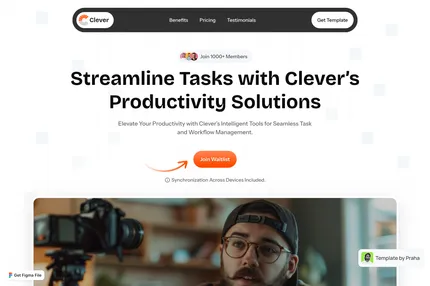 Clever
Benefits
Pricing
Testimonials
Get Template
Join 1000+ Members
Streamline Tasks with Clever's
Productivity Solutions
Elevate Your Productivity with Clever's Intelligent Tools for Seamless Task
and Workflow Management.
Join Waitlist
Synchronization Across Devices Included.
Template by Praha
Get Figma File